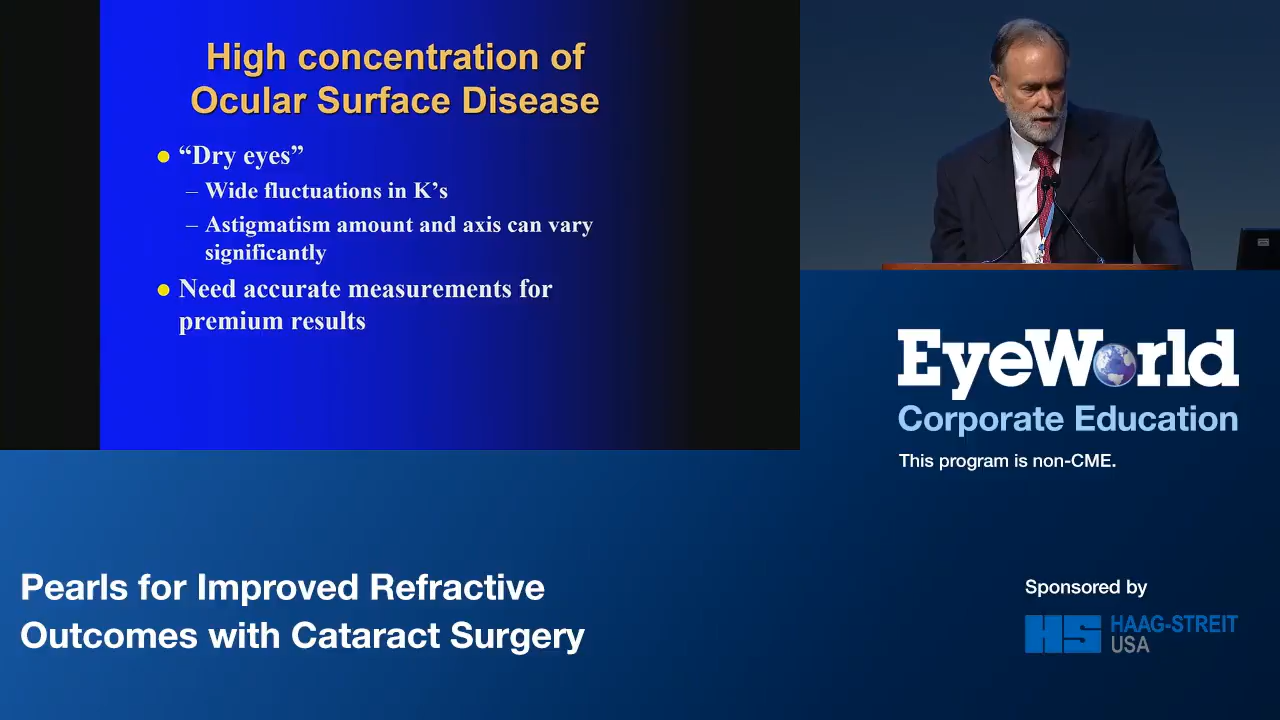 High concentration of
Ocular Surface Disease
● “Dry eyes”
– Wide fluctuations in K's
– Astigmatism amount and axis can vary
significantly
● Need accurate measurements for
premium results
EyeWorld
Corporate Education
This program is non-CME.
Pearls for Improved Refractive
Outcomes with Cataract Surgery
Sponsored by
HS HAAG-STREIT
USA